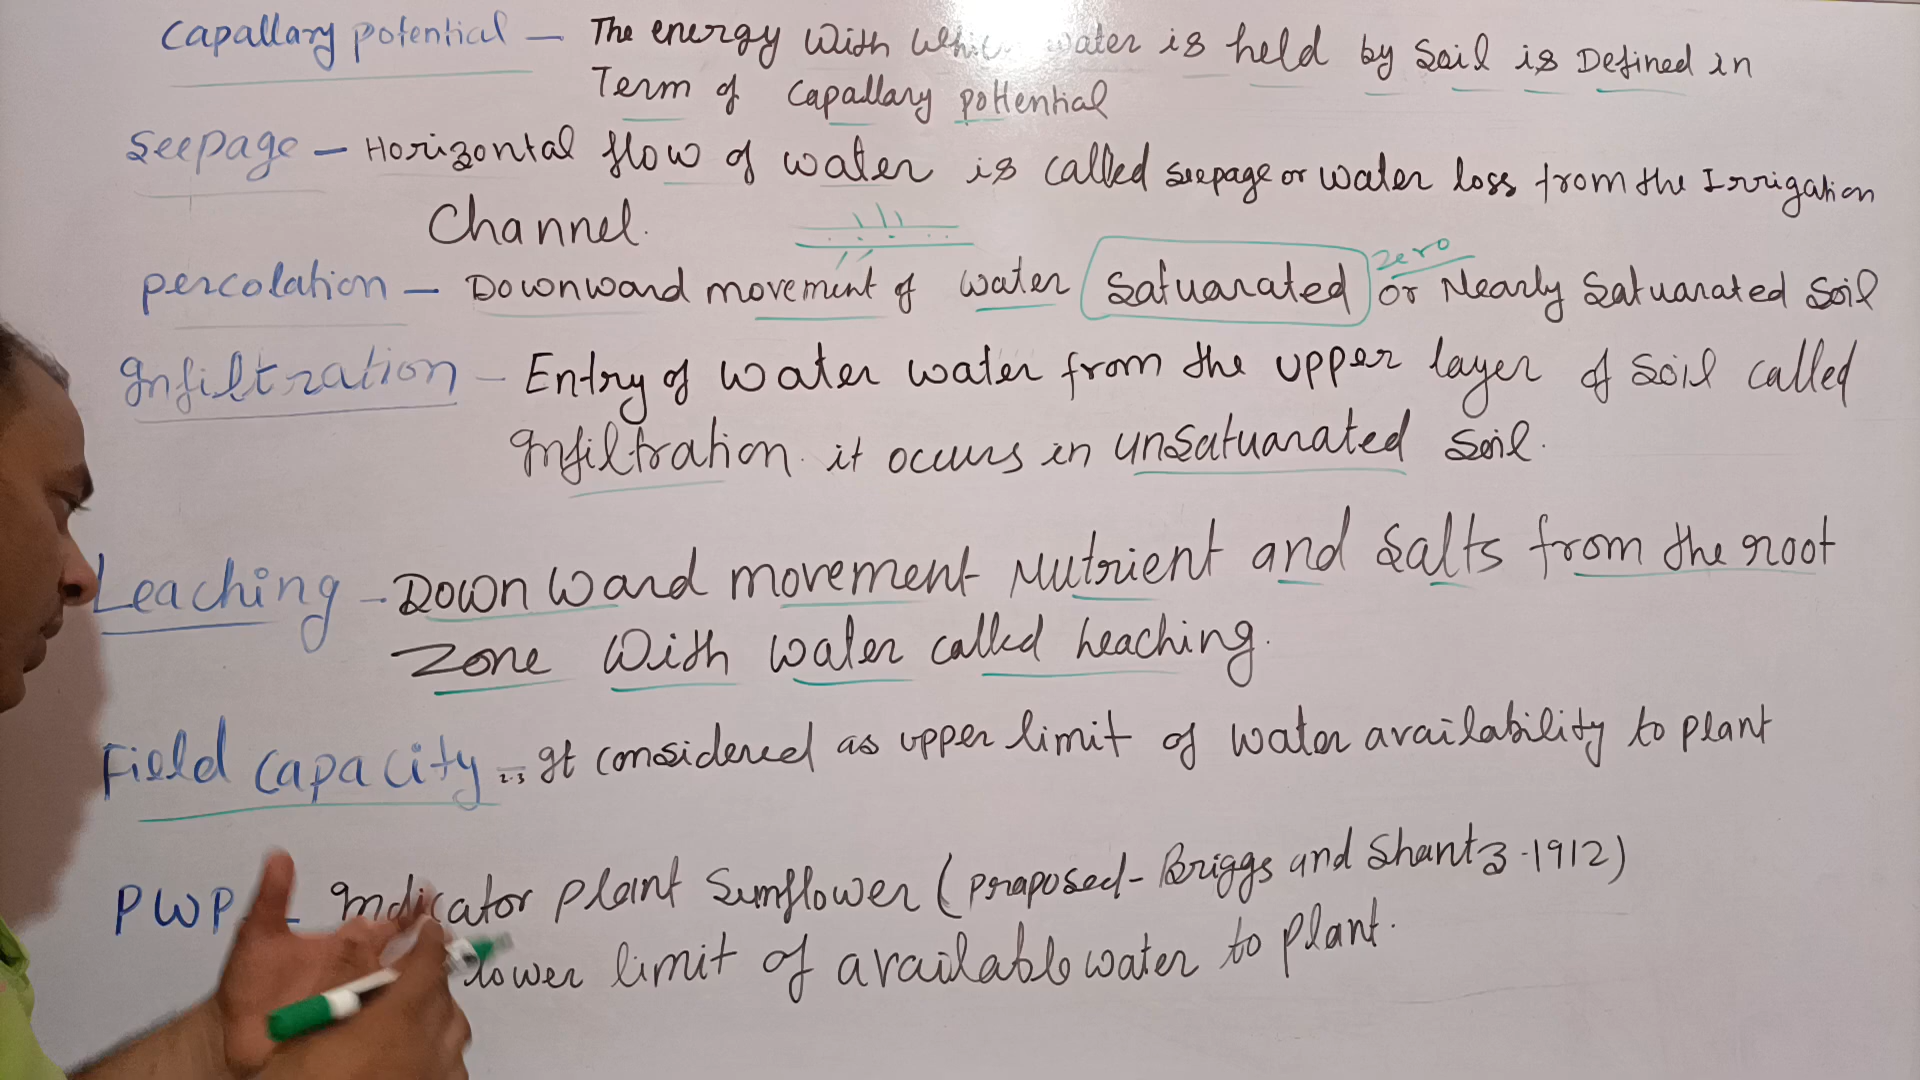 Capallary potential – The energy with which water is held by Soil is Defined in
Term of Capallary pottential
Seepage – Horizontal flow of water is called seepage or water loss from the Irrigation
Channel.
zero
percolation – Downward movement of water Satuarated or Nearly Satuarated Soil
Infiltration – Entry of water water from the upper layer of Soil called
Infiltration. it occurs in unsatuarated Soil.
Leaching – Downward movement Nutrient and Salts from the root
zone with water called Leaching.
Field capacity – It considered as upper limit of water availability to plant
PWP – Indicator plant Sunflower (praposed – Briggs and Shantz - 1912)
lower limit of available water to plant.